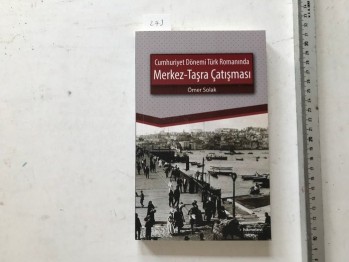 Cumhuriyet Dönemi Türk Romanında
Merkez-Taşra Çatışması
Ömer Solak